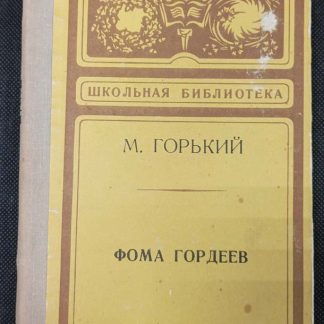 ШКОЛЬНАЯ БИБЛИОТЕКА
М. ГОРЬКИЙ
ФОМА ГОРДЕЕВ